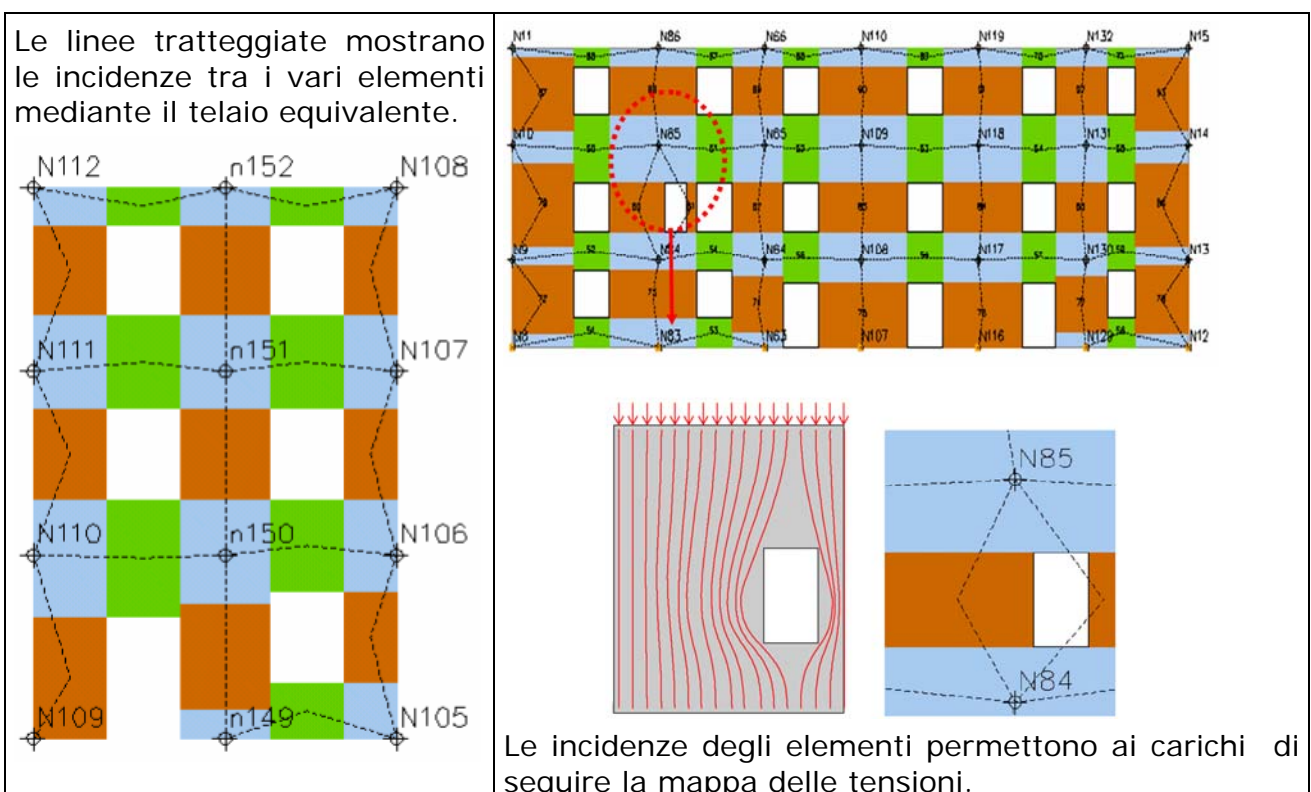 Le linee tratteggiate mostrano
le incidenze tra i vari elementi
mediante il telaio equivalente.
N112 n152 N108
N111 n151 N107
N110 n150 N106
N109 n149 N105
N11 N86 N66 N110 N119 N132 N15
N10 N85 N65 N109 N118 N131 N14
N9 N84 N64 N108 N117 N130 N13
N8 N83 N63 N107 N116 N129 N12
N85
N84
Le incidenze degli elementi permettono ai carichi di
seguire la mappa delle tensioni.